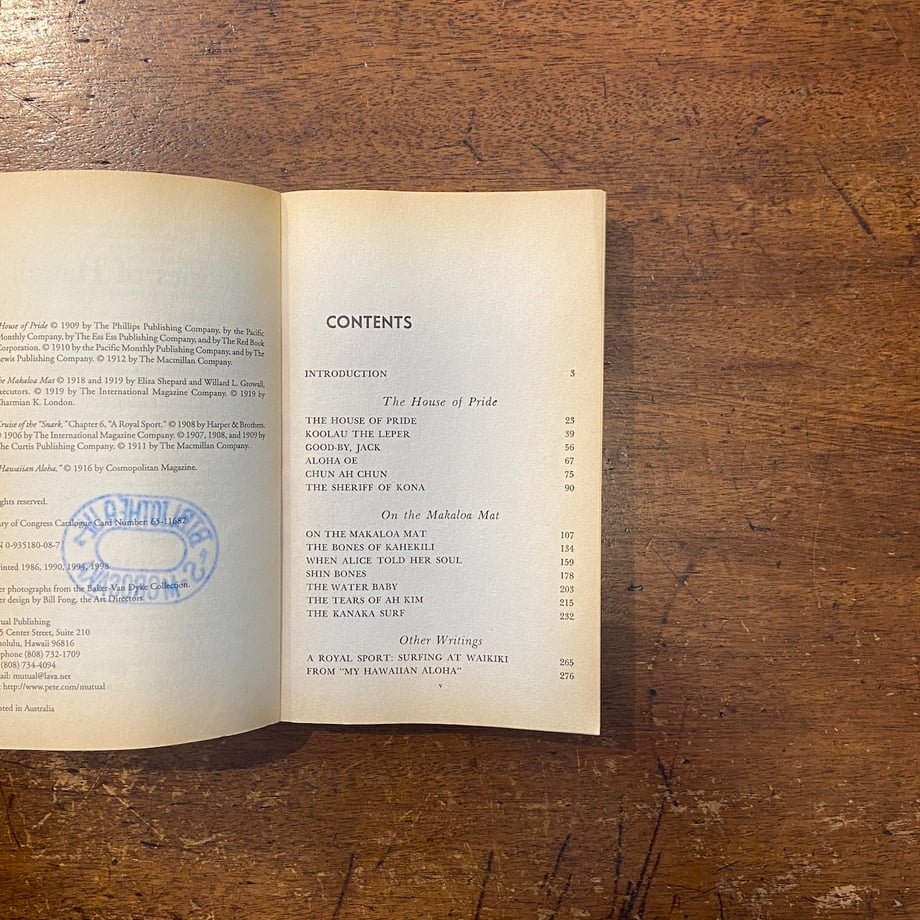 House of Pride © 1909 by The Phillips Publishing Company, by the Pacific
Monthly Company, by The Ess Ess Publishing Company, and by The Red Book
Corporation. © 1910 by the Pacific Monthly Publishing Company, and by The
Lewis Publishing Company. © 1912 by The Macmillan Company.
Makaloa Mat © 1918 and 1919 by Eliza Shepard and Willard L. Growall,
© 1919 by The International Magazine Company. © 1919 by
Charmian K. London.
Cruise of the "Snark," Chapter 6, "A Royal Sport." © 1908 by Harper & Brothers.
1906 by The International Magazine Company. © 1907, 1908, and 1909 by
The Curtis Publishing Company. © 1911 by The Macmillan Company.
Hawaiian Aloha," © 1916 by Cosmopolitan Magazine.
reserved.
of Congress Catalogue Card Number: 65-11682
0-935180-08-7
1986, 1990, 1994, 1998
photographs from the Baker-Van Dyke Collection.
design by Bill Fong, the Art Directors.
Publishing
Center Street, Suite 210
Hawaii 96816
(808) 732-1709
(808) 734-4094
mutual@lava.net
http://www.pete.com/mutual
in Australia
BIBLIOTHEQUE
CONTENTS
INTRODUCTION 3
The House of Pride
THE HOUSE OF PRIDE 23
KOOLAU THE LEPER 39
GOOD-BY, JACK 56
ALOHA OE 67
CHUN AH CHUN 75
THE SHERIFF OF KONA 90
On the Makaloa Mat
ON THE MAKALOA MAT 107
THE BONES OF KAHEKILI 134
WHEN ALICE TOLD HER SOUL 159
SHIN BONES 178
THE WATER BABY 203
THE TEARS OF AH KIM 215
THE KANAKA SURF 232
Other Writings
A ROYAL SPORT: SURFING AT WAIKIKI 265
FROM "MY HAWAIIAN ALOHA" 276
v